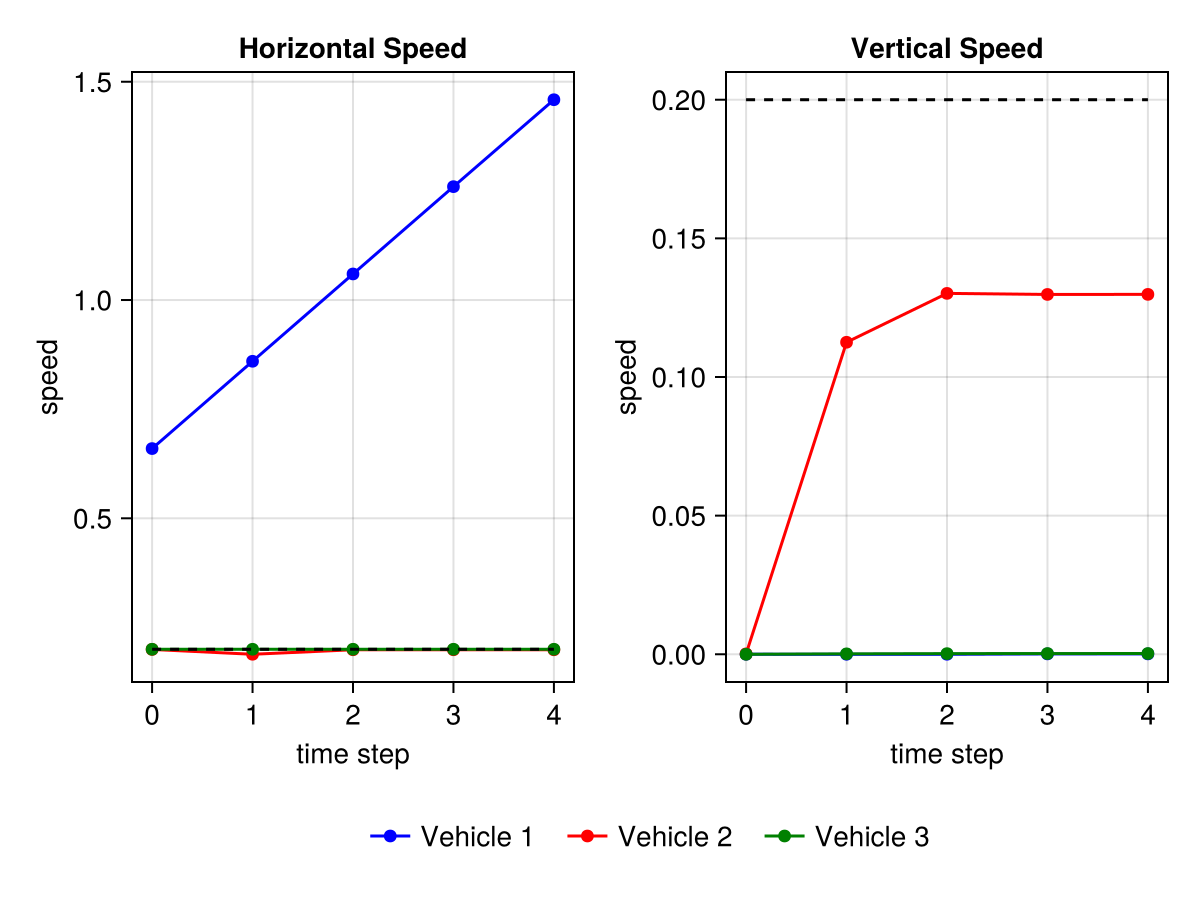 Horizontal Speed
1.5
1.0
0.5
speed
0 1 2 3 4
time step
Vertical Speed
0.20
0.15
0.10
0.05
0.00
speed
0 1 2 3 4
time step
Vehicle 1 Vehicle 2 Vehicle 3